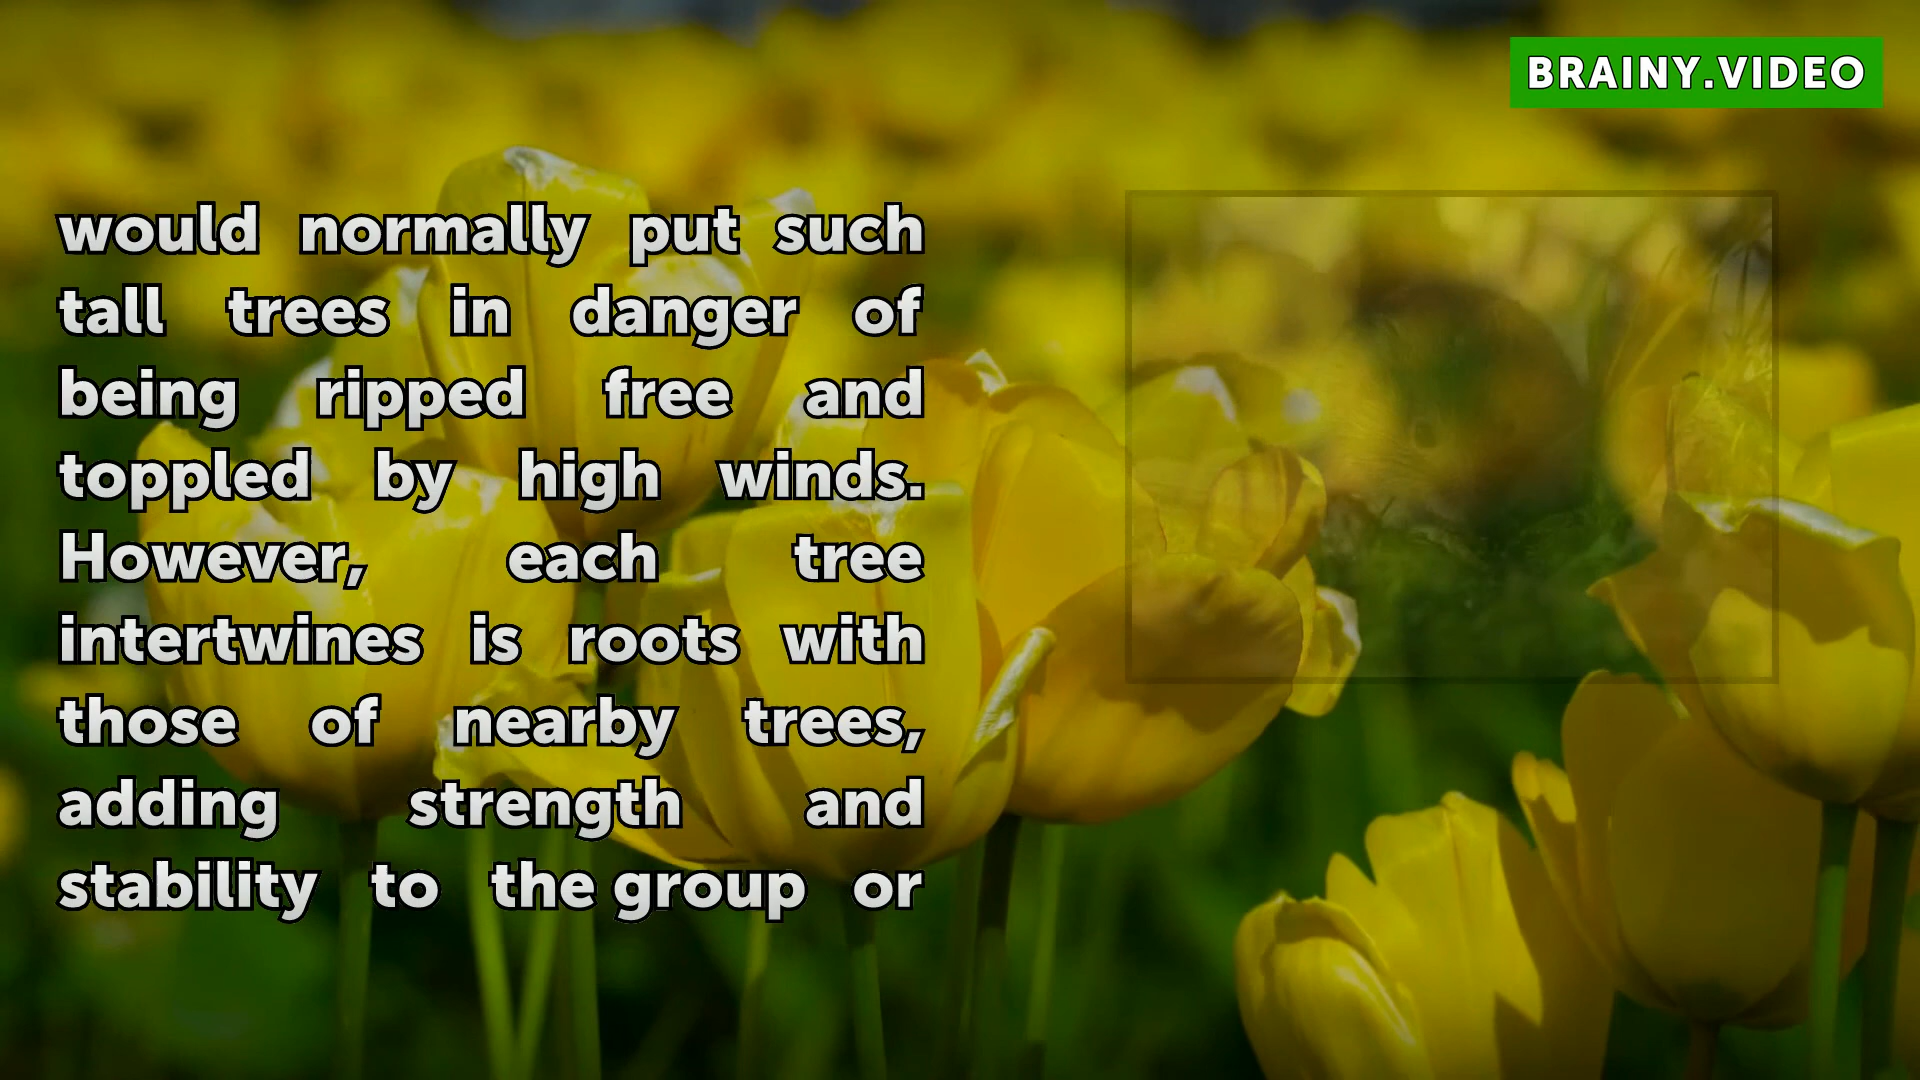 BRAINY.VIDEO
would normally put such
tall trees in danger of
being ripped free and
toppled by high winds.
However, each tree
intertwines is roots with
those of nearby trees,
adding strength and
stability to the group or